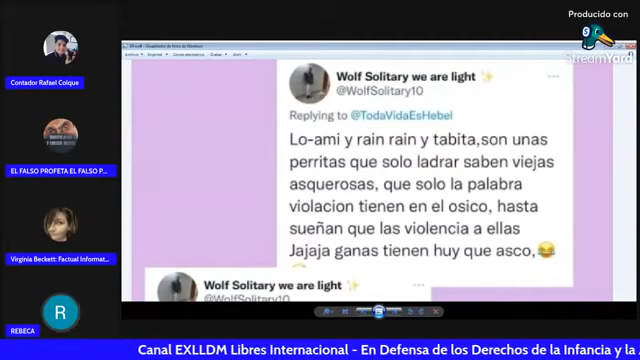 Producido con
StreamYard
Contador Rafael Colque
EL FALSO PROFETA EL FALSO P...
Virginia Beckett: Factual Informat...
R
REBECA
Wolf Solitary we are light ✨
@WolfSolitary10
Replying to @TodaVidaEsHebel
Lo-ami y rain rain y tabita,son unas
perritas que solo ladrar saben viejas
asquerosas, que solo la palabra
violacion tienen en el osico, hasta
sueñan que las violencia a ellas
Jajaja ganas tienen huy que asco,😂
Wolf Solitary we are light ✨
@WolfSolitary10
Canal EXLLDM Libres Internacional - En Defensa de los Derechos de la Infancia y la